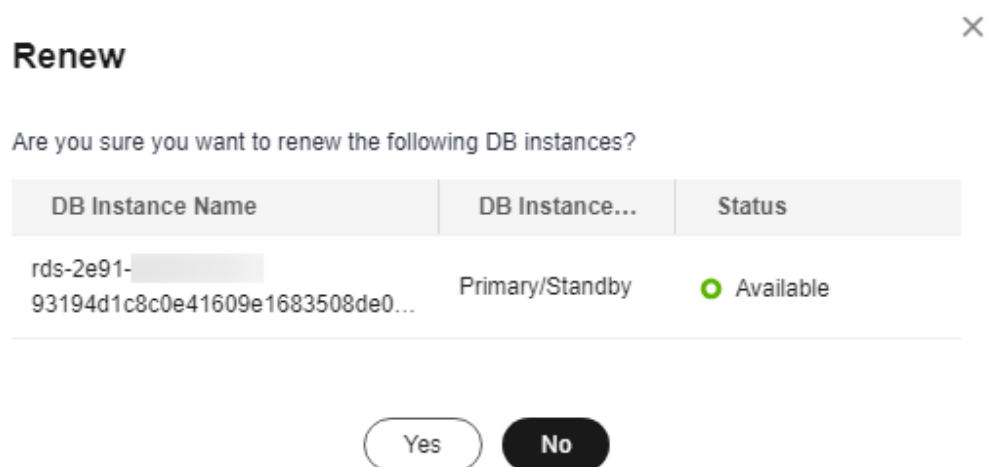 Renew
Are you sure you want to renew the following DB instances?
DB Instance Name DB Instance... Status
rds-2e91-
93194d1c8c0e41609e1683508de0... Primary/Standby Available
Yes No